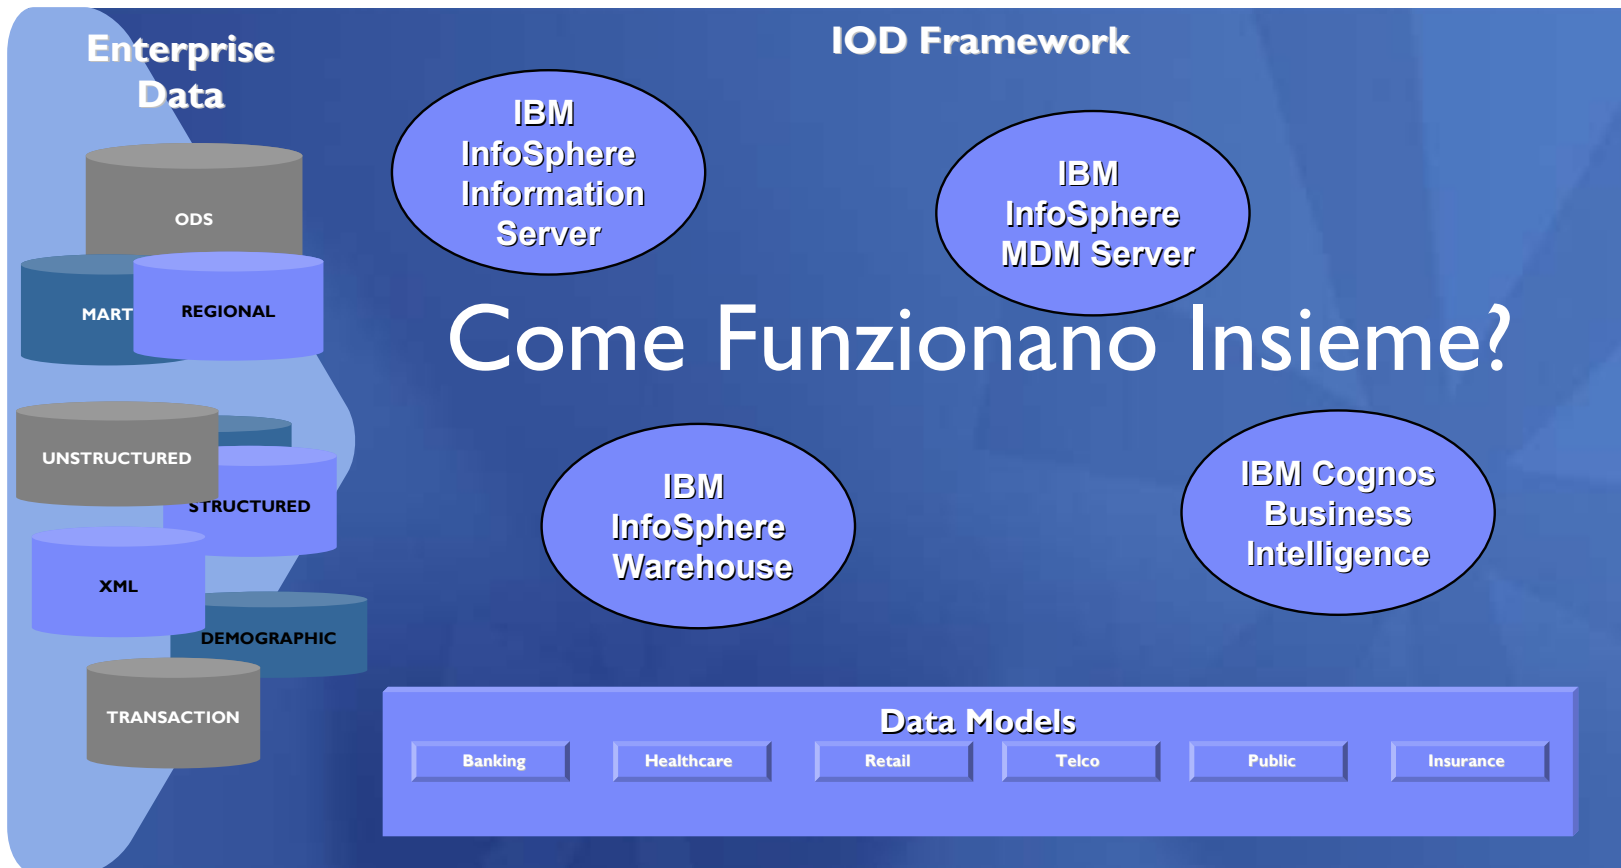 Enterprise
Data
ODS
MART
REGIONAL
UNSTRUCTURED
STRUCTURED
XML
DEMOGRAPHIC
TRANSACTION
IOD Framework
IBM
InfoSphere
Information
Server
IBM
InfoSphere
MDM Server
Come Funzionano Insieme?
IBM
InfoSphere
Warehouse
IBM Cognos
Business
Intelligence
Data Models
Banking
Healthcare
Retail
Telco
Public
Insurance